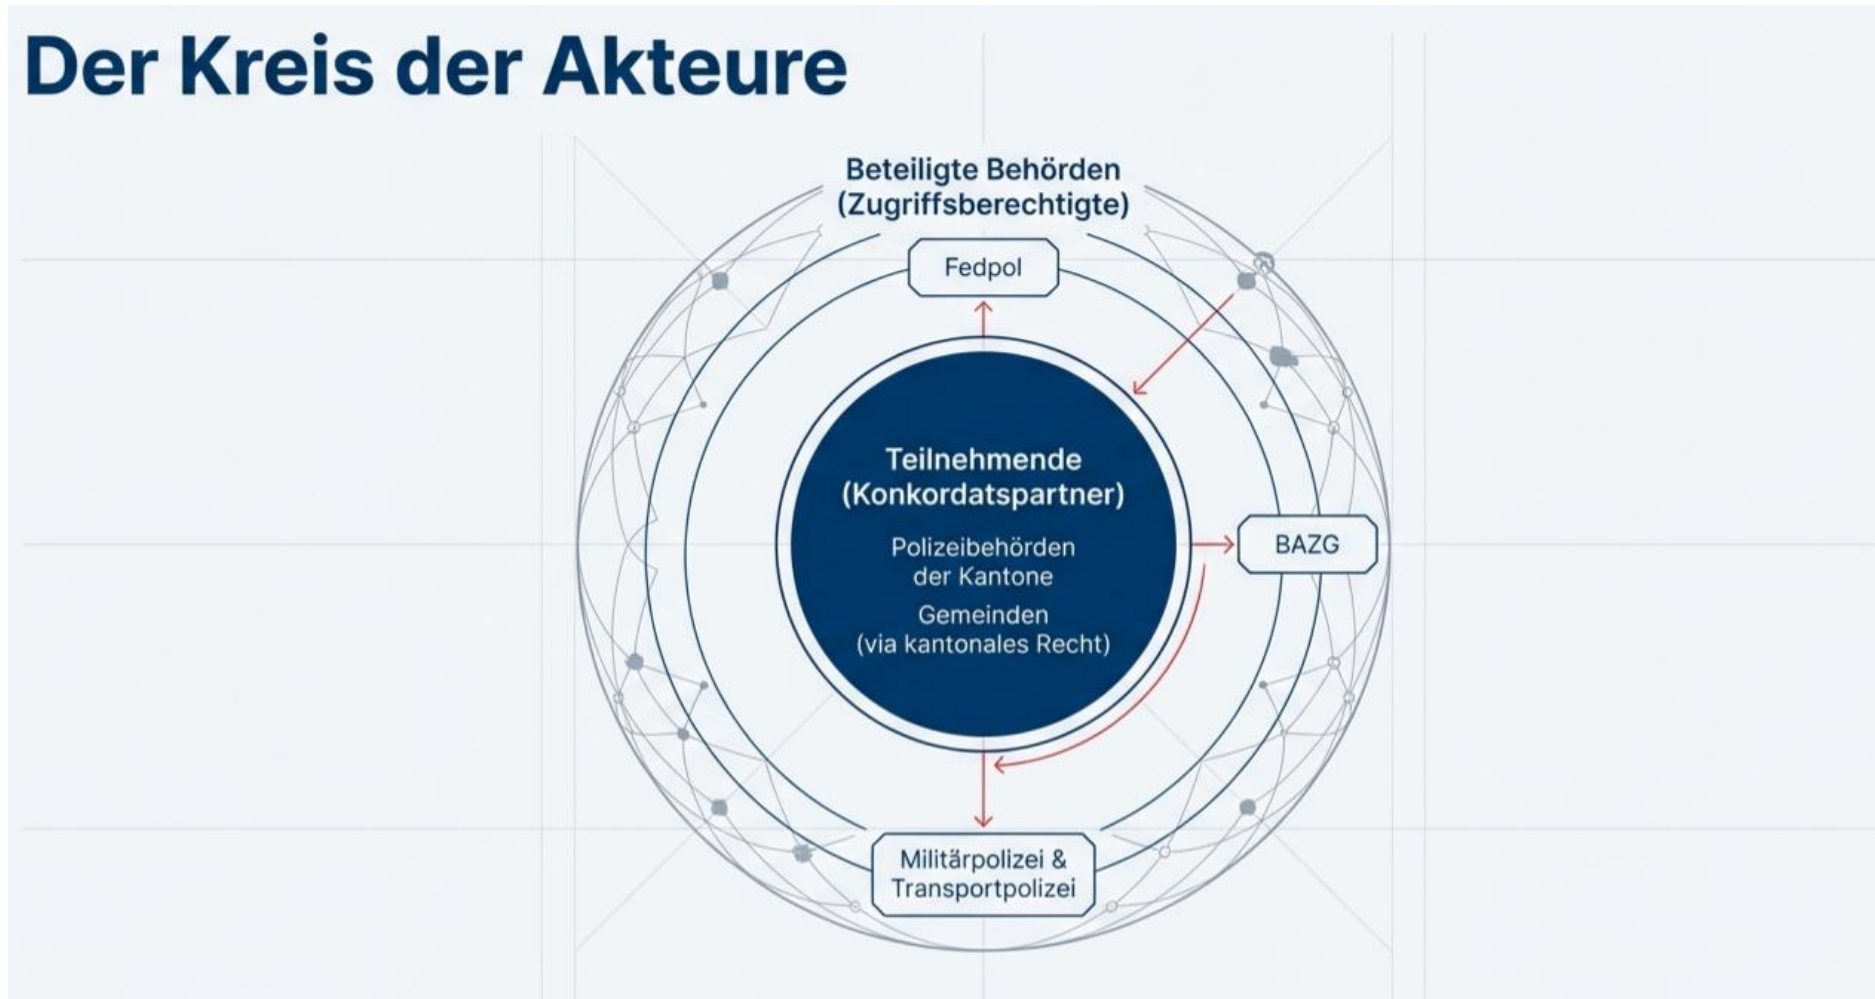 Der Kreis der Akteure
Beteiligte Behörden
(Zugriffsberechtigte)
Fedpol
Teilnehmende
(Konkordatspartner)
Polizeibehörden
der Kantone
Gemeinden
(via kantonales Recht)
BAZG
Militärpolizei &
Transportpolizei